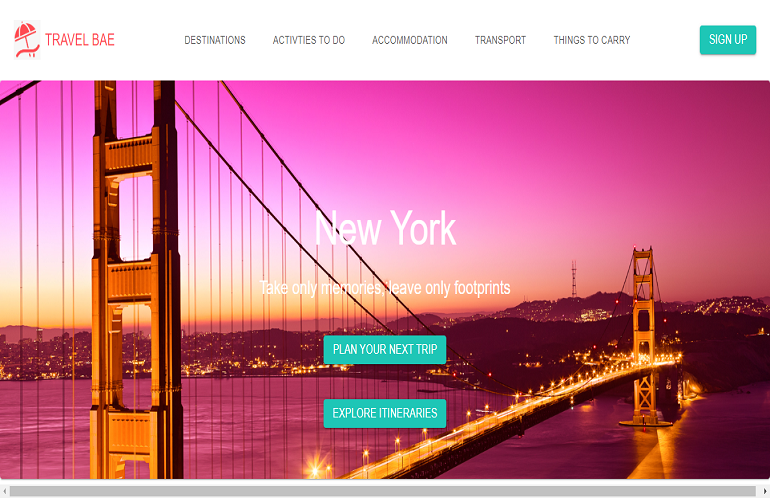 TRAVEL BAE
DESTINATIONS
ACTIVTIES TO DO
ACCOMMODATION
TRANSPORT
THINGS TO CARRY
SIGN UP
New York
Take only memories, leave only footprints
PLAN YOUR NEXT TRIP
EXPLORE ITINERARIES